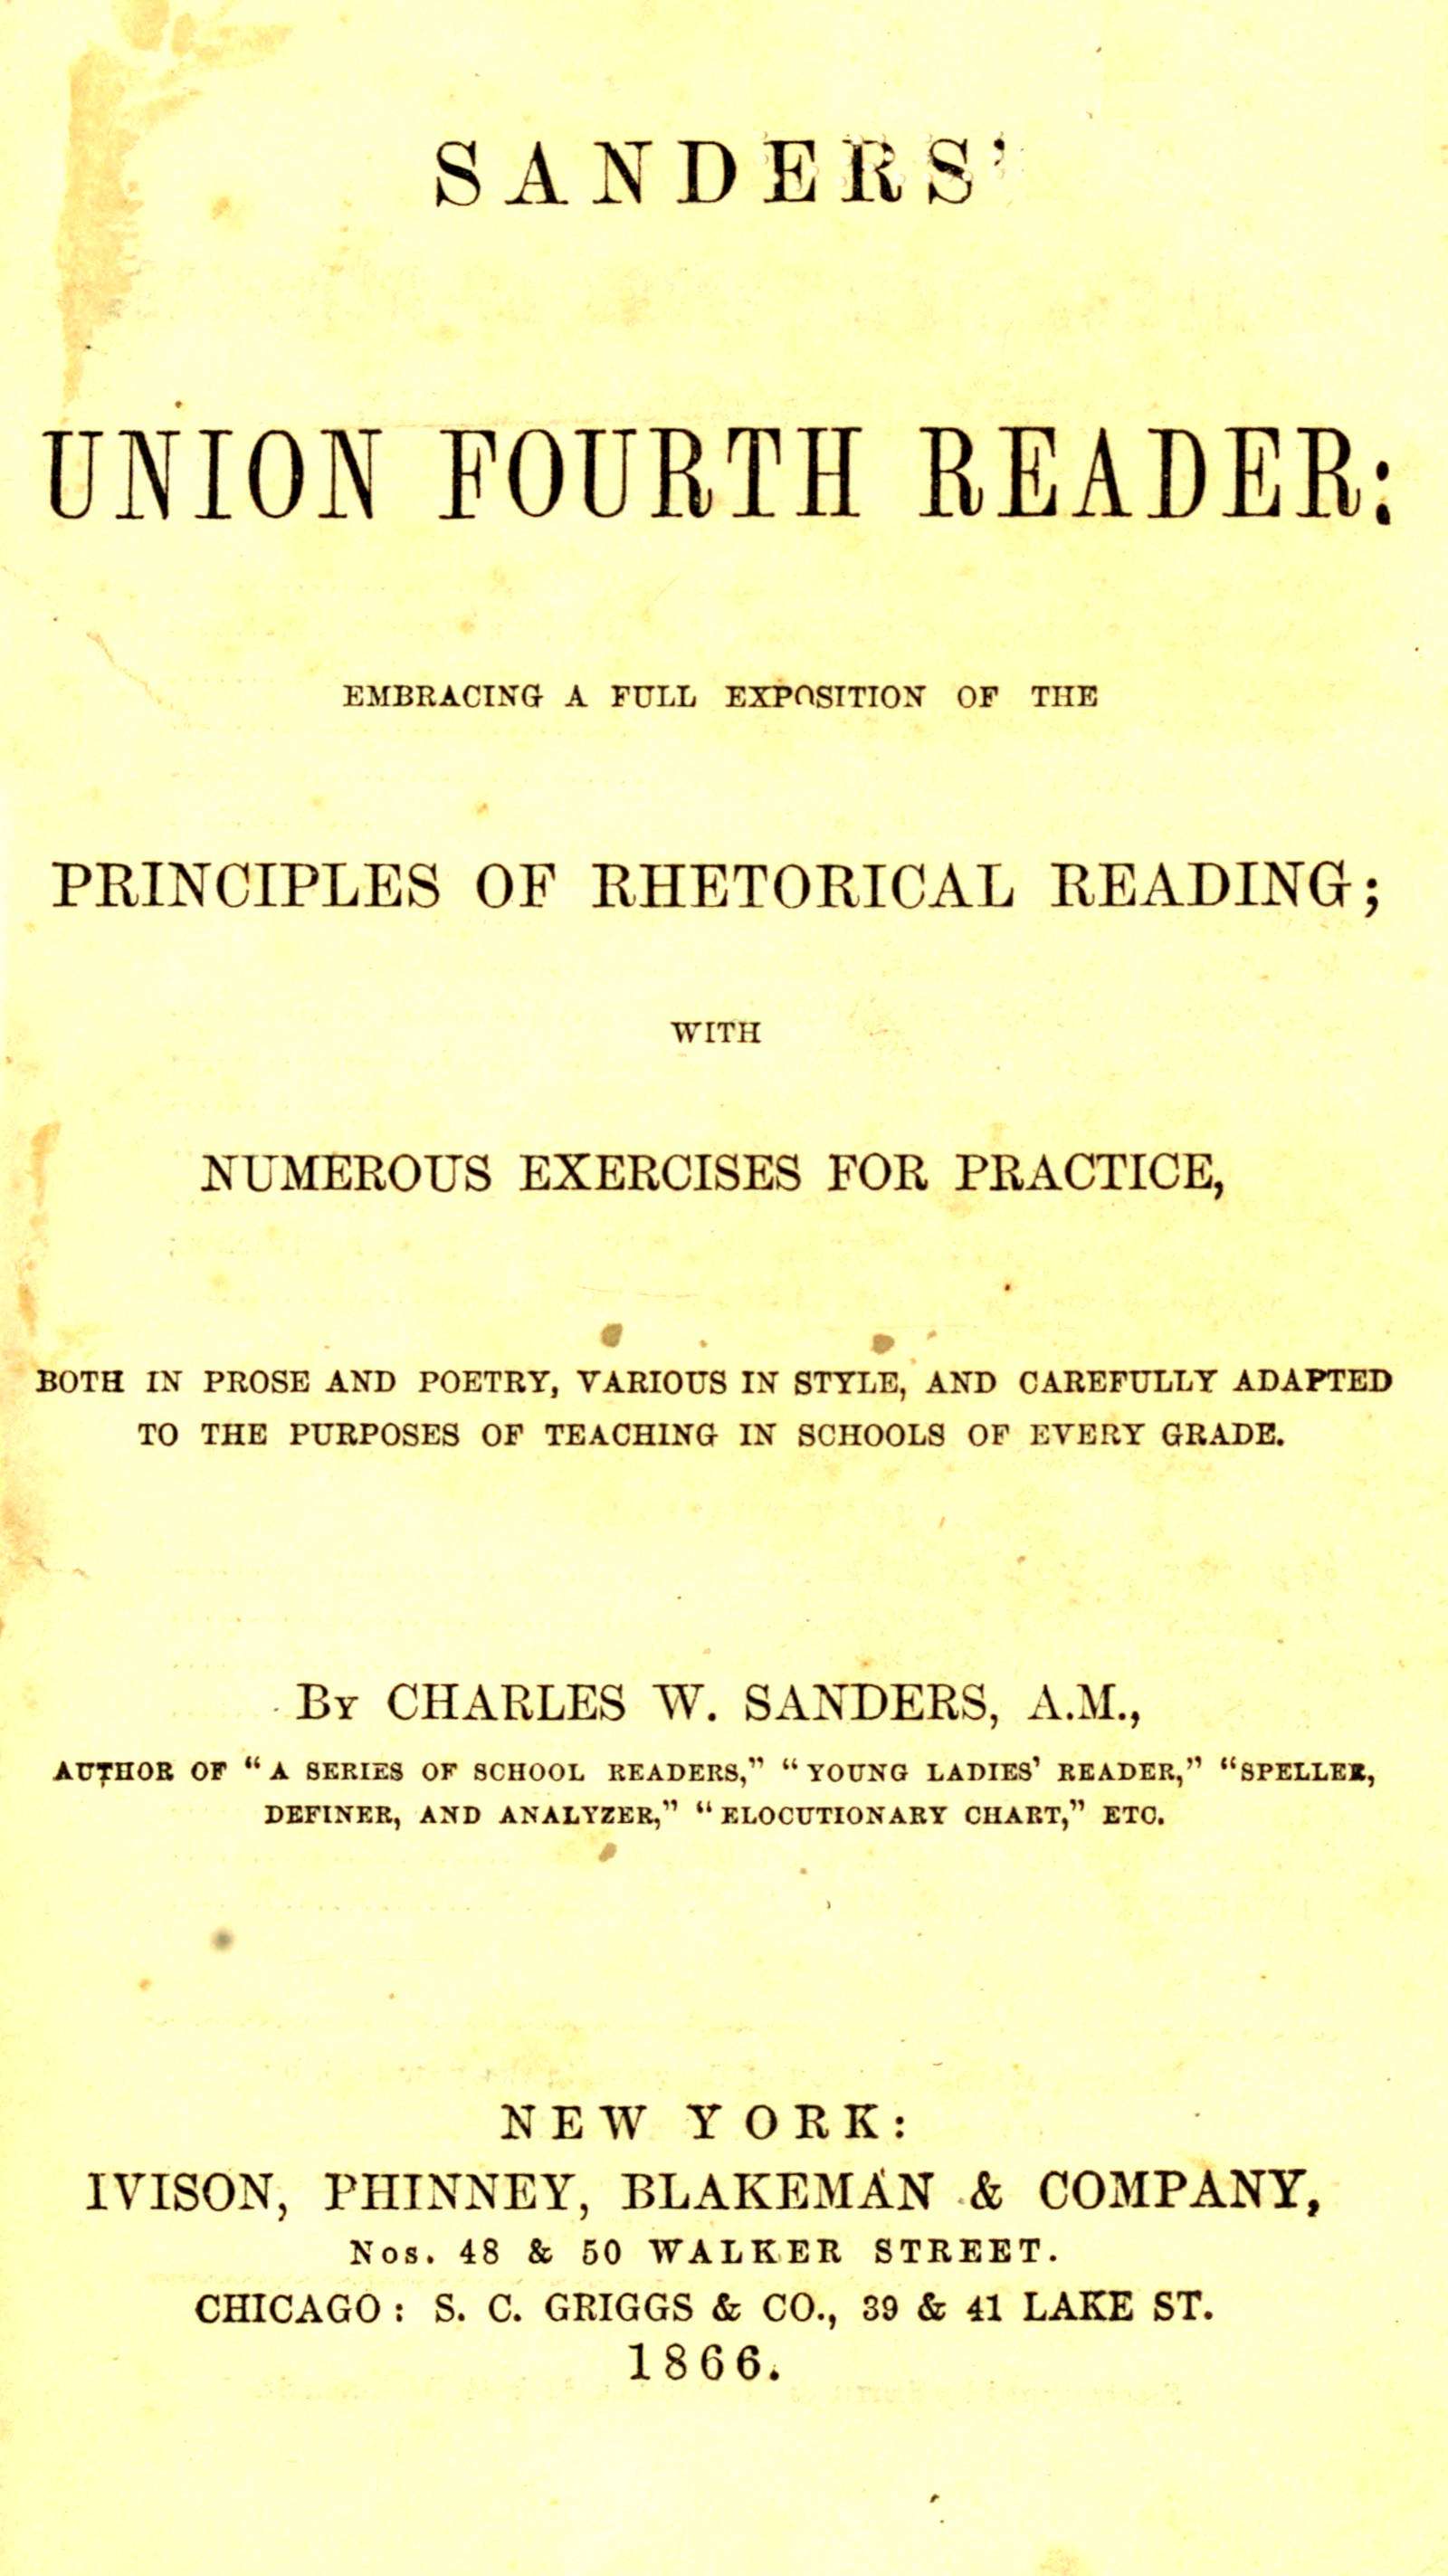 SANDERS'
UNION FOURTH READER:
EMBRACING A FULL EXPOSITION OF THE
PRINCIPLES OF RHETORICAL READING;
WITH
NUMEROUS EXERCISES FOR PRACTICE,
BOTH IN PROSE AND POETRY, VARIOUS IN STYLE, AND CAREFULLY ADAPTED
TO THE PURPOSES OF TEACHING IN SCHOOLS OF EVERY GRADE.
By CHARLES W. SANDERS, A.M.,
AUTHOR OF “A SERIES OF SCHOOL READERS,” “YOUNG LADIES' READER,” “SPELLER,
DEFINER, AND ANALYZER,” “ELOCUTIONARY CHART,” ETC.
NEW YORK:
IVISON, PHINNEY, BLAKEMAN & COMPANY,
Nos. 48 & 50 WALKER STREET.
CHICAGO: S. C. GRIGGS & CO., 39 & 41 LAKE ST.
1866.